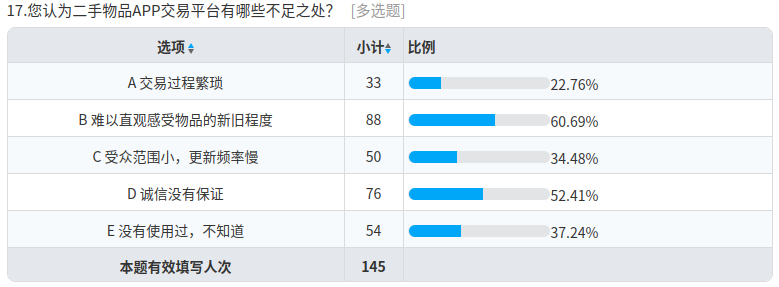 17.您认为二手物品APP交易平台有哪些不足之处？ [多选题]
选项 小计 比例
A 交易过程繁琐 33 22.76%
B 难以直观感受物品的新旧程度 88 60.69%
C 受众范围小，更新频率慢 50 34.48%
D 诚信没有保证 76 52.41%
E 没有使用过，不知道 54 37.24%
本题有效填写人次 145